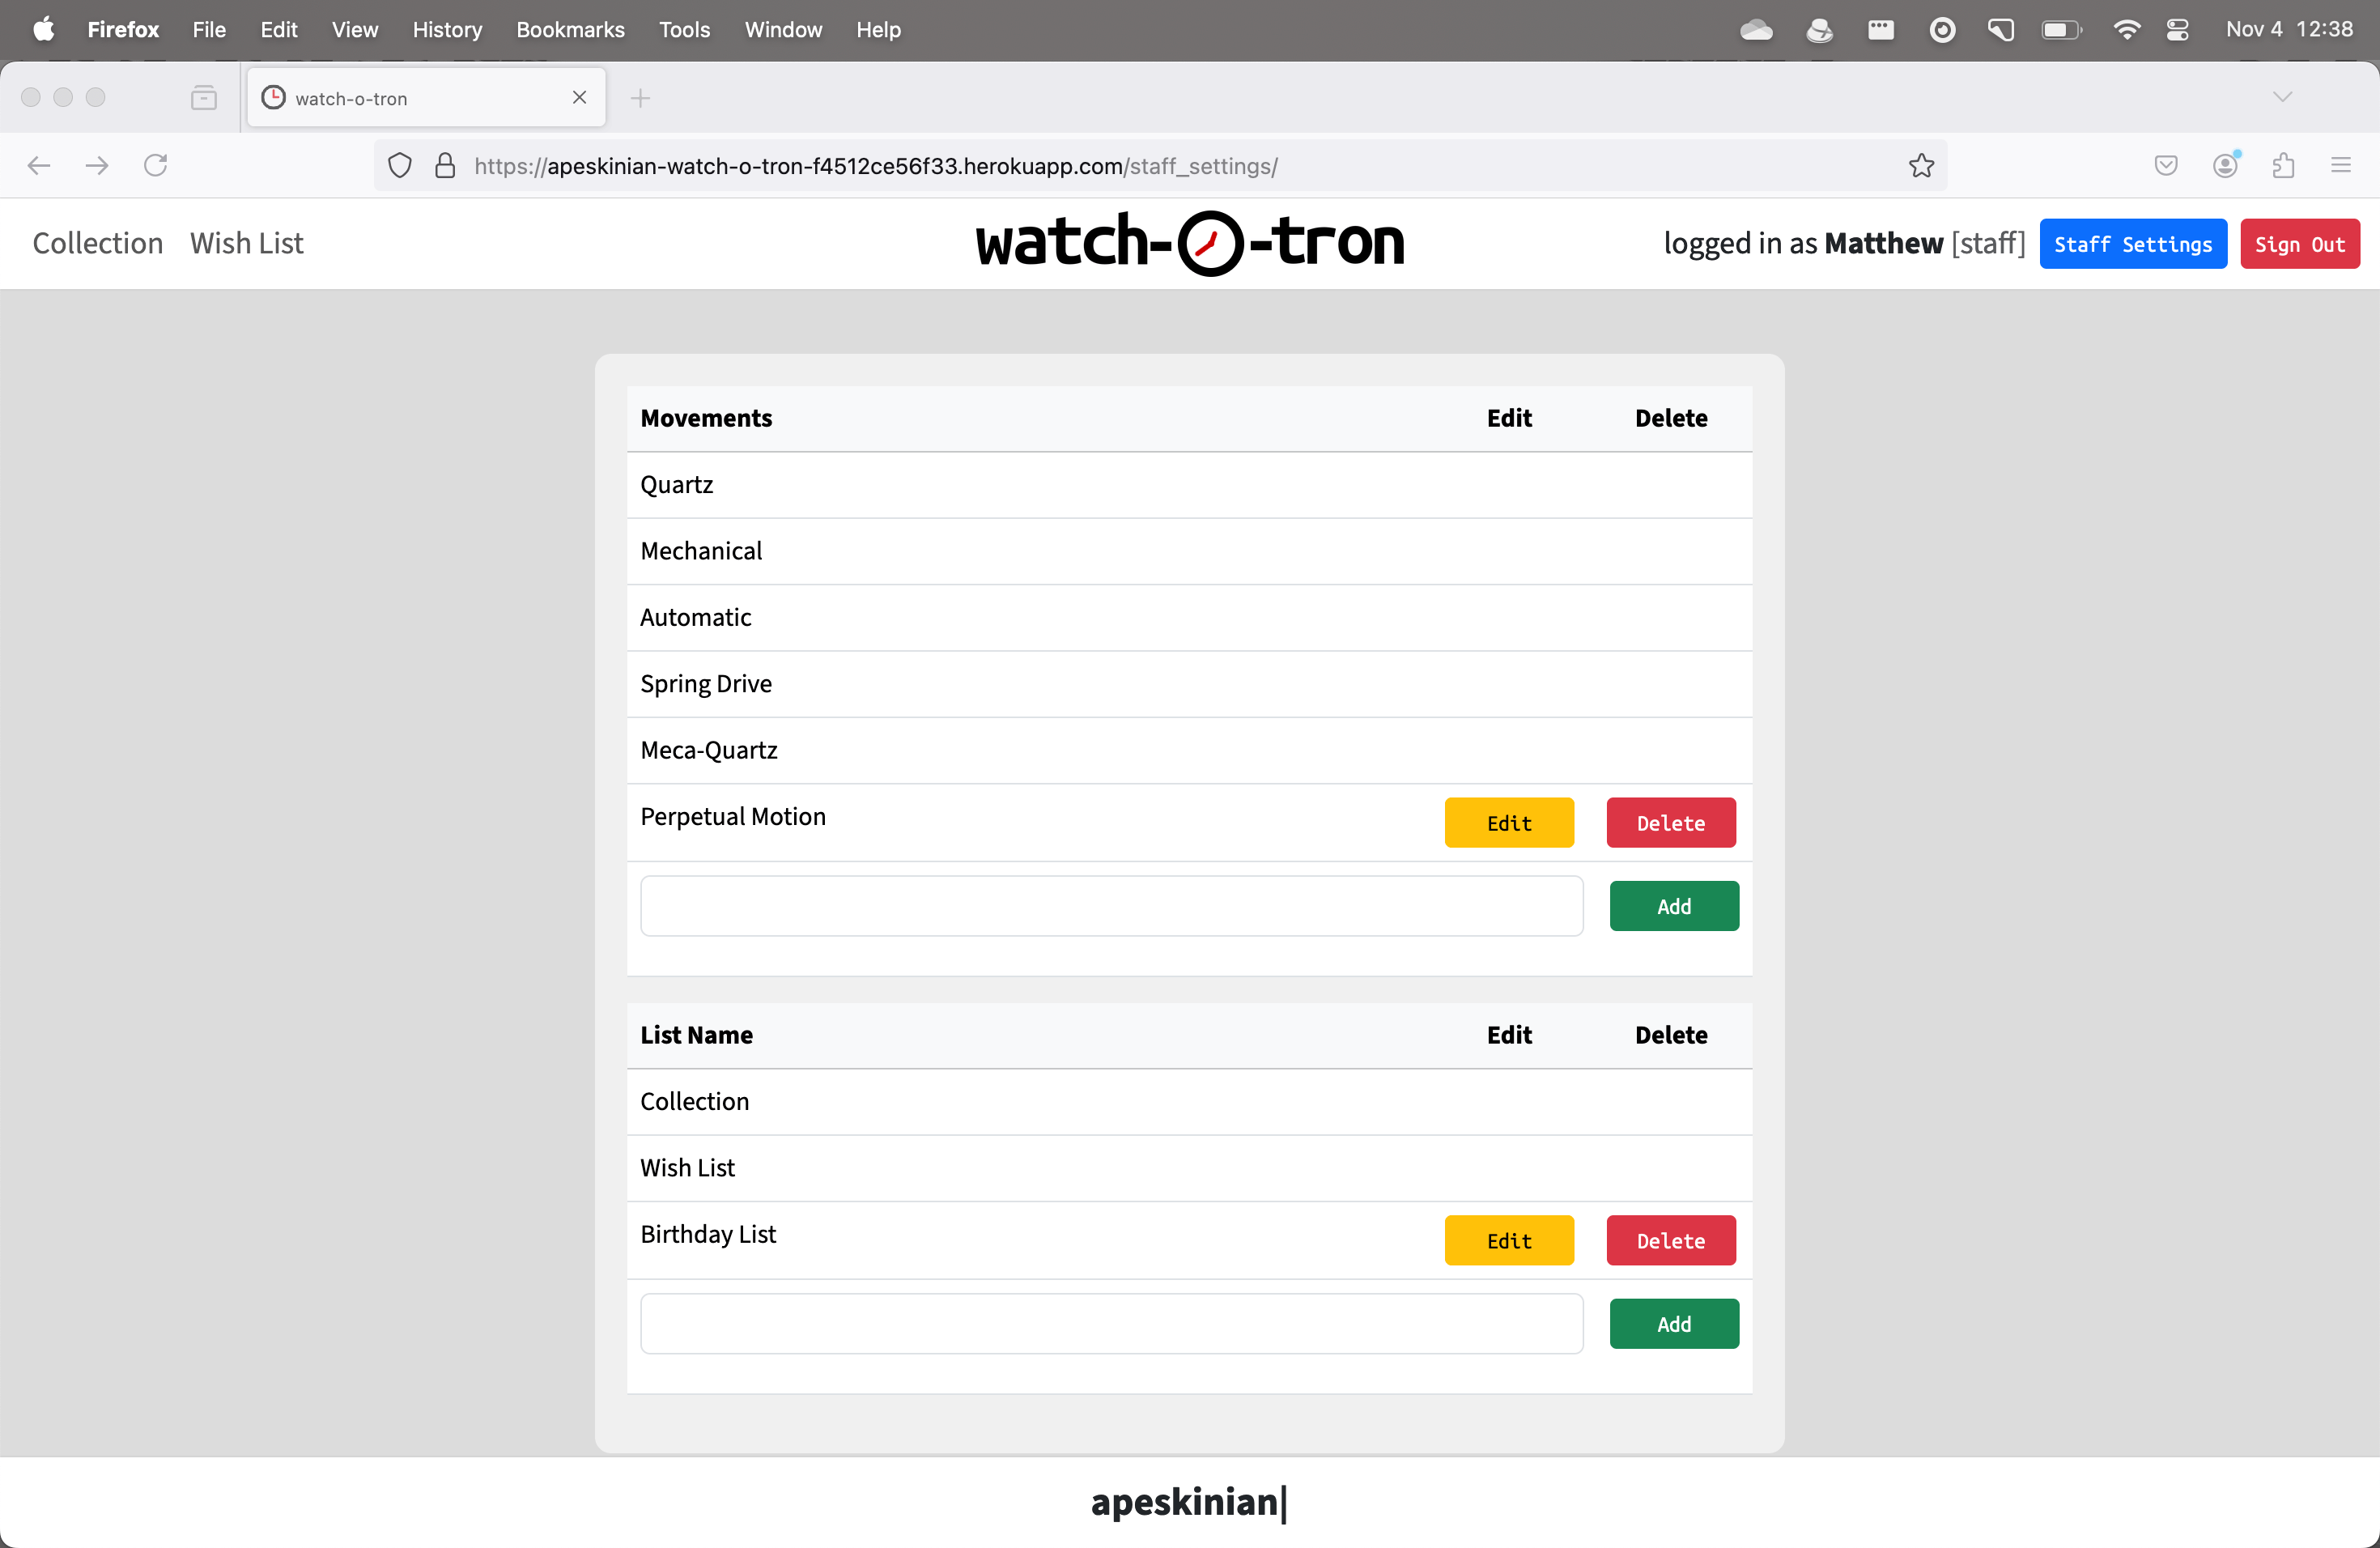 Firefox File Edit View History Bookmarks Tools Window Help Nov 4 12:38
watch-o-tron
https://apeskinian-watch-o-tron-f4512ce56f33.herokuapp.com/staff_settings/
Collection Wish List watch-O-tron logged in as Matthew [staff] Staff Settings Sign Out
Movements Edit Delete
Quartz
Mechanical
Automatic
Spring Drive
Meca-Quartz
Perpetual Motion Edit Delete
Add
List Name Edit Delete
Collection
Wish List
Birthday List Edit Delete
Add
apeskinian|